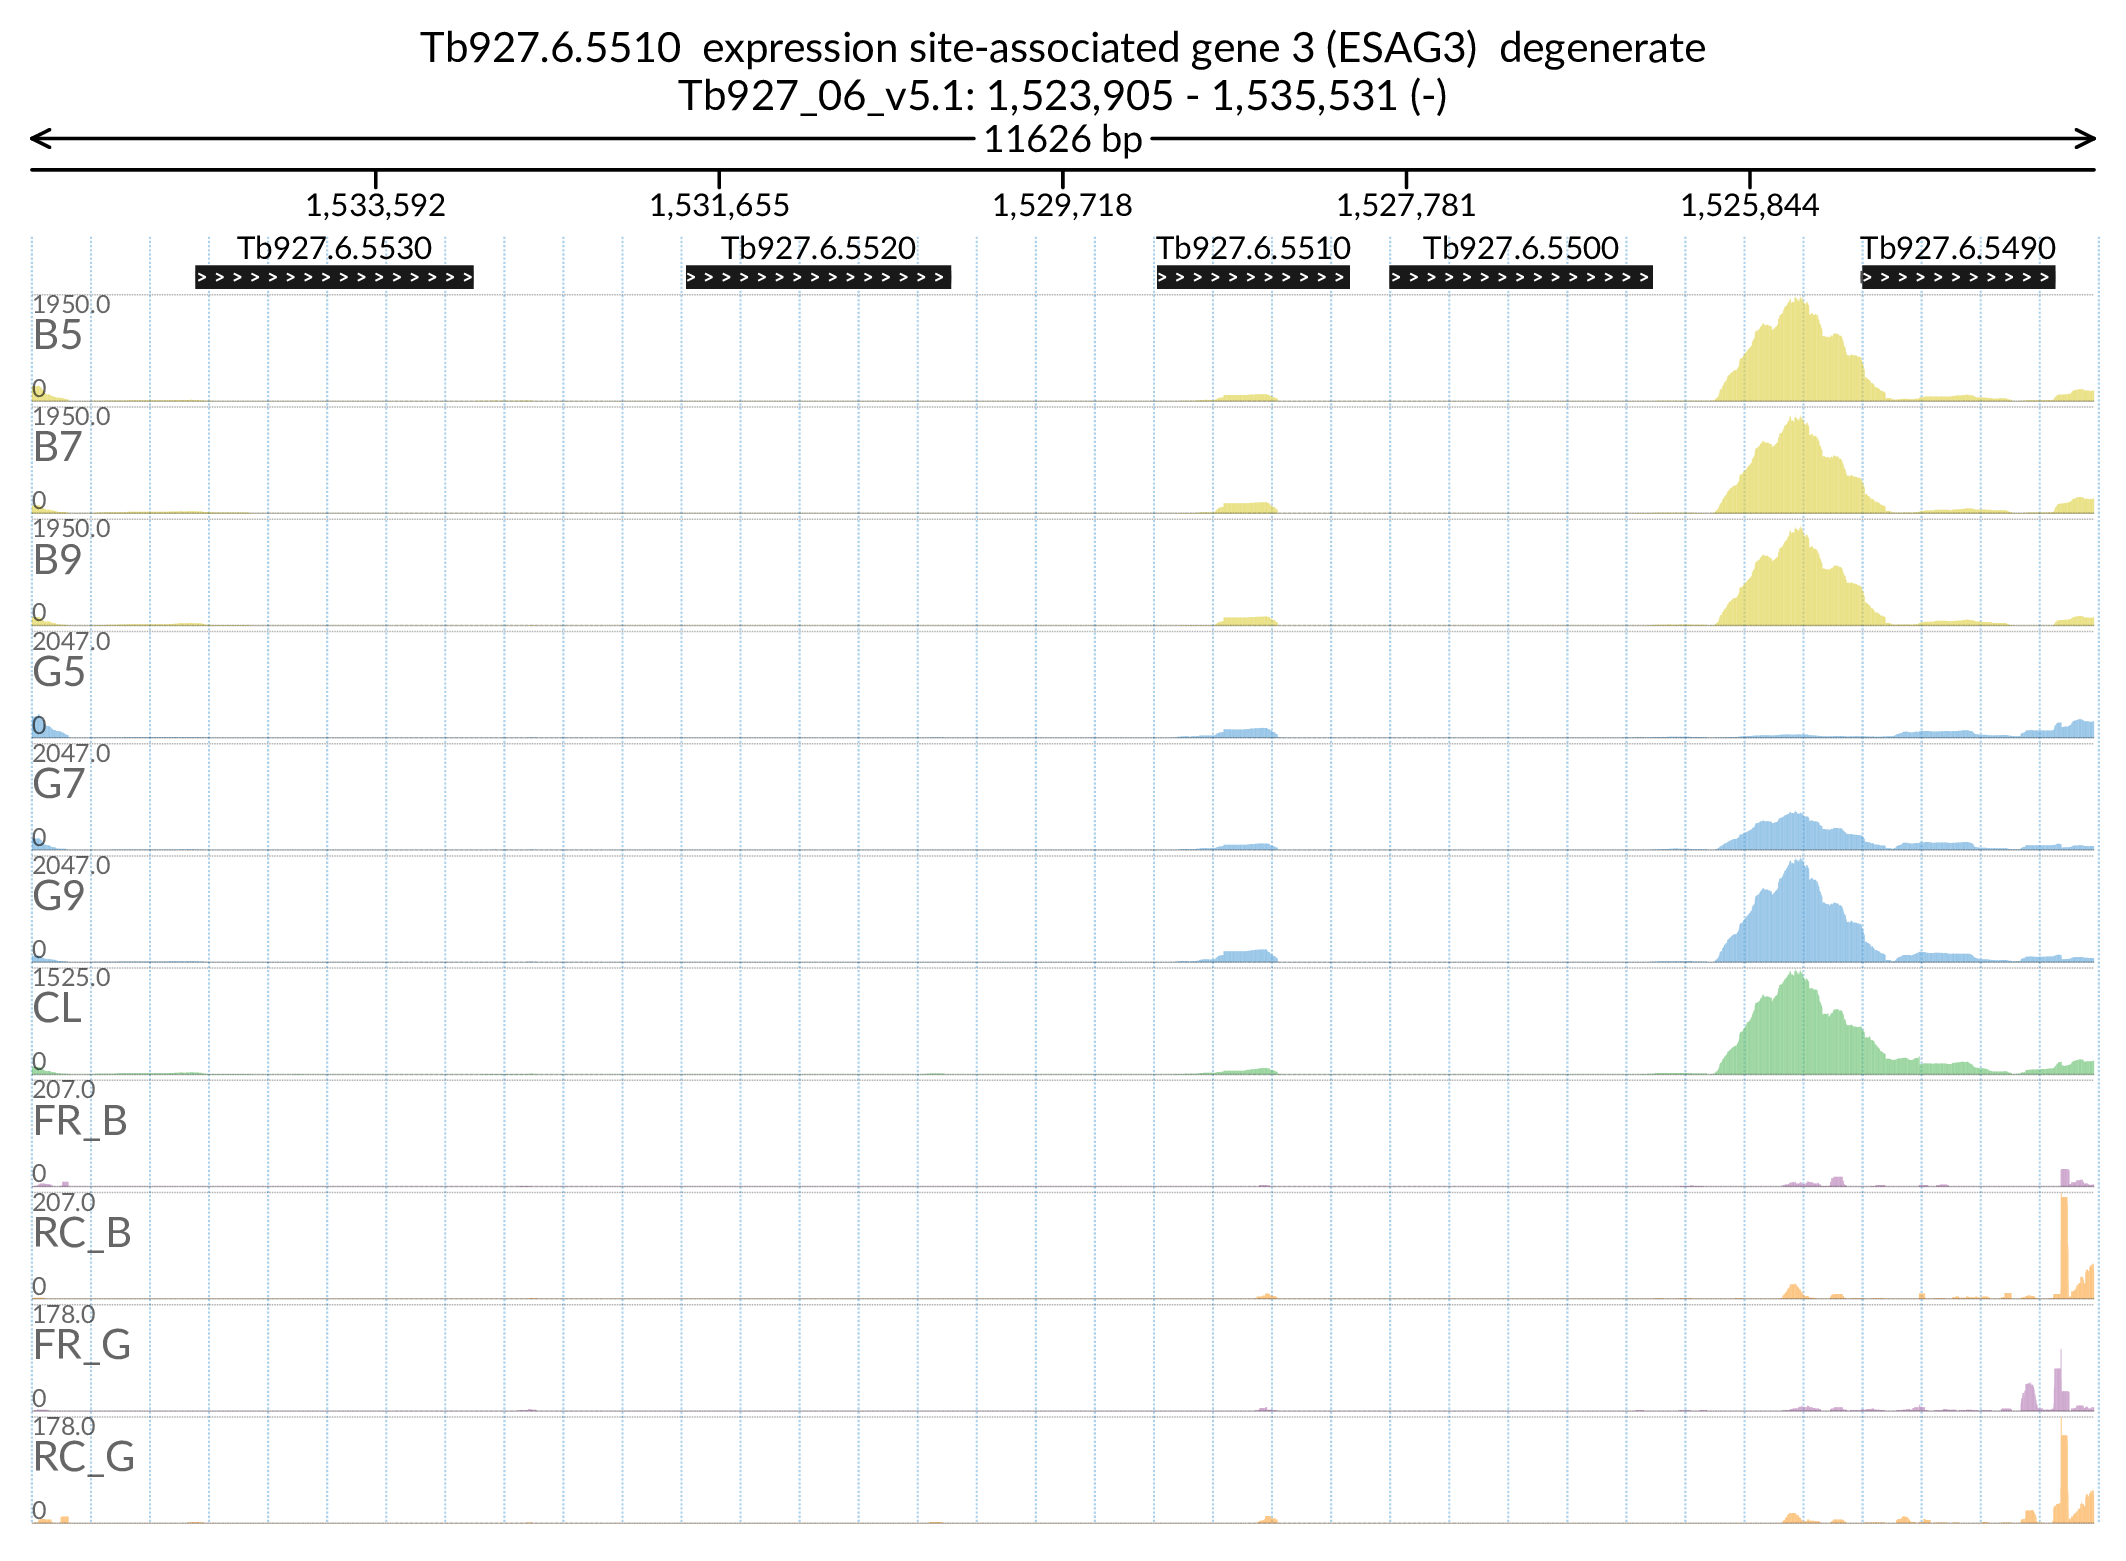 Tb927.6.5510  expression site-associated gene 3 (ESAG3)  degenerate
Tb927_06_v5.1: 1,523,905 - 1,535,531 (-)
11626 bp
1,533,592 1,531,655 1,529,718 1,527,781 1,525,844
Tb927.6.5530 Tb927.6.5520 Tb927.6.5510 Tb927.6.5500 Tb927.6.5490
1950.0
B5
0
1950.0
B7
0
1950.0
B9
0
2047.0
G5
0
2047.0
G7
0
2047.0
G9
0
1525.0
CL
0
207.0
FR_B
0
207.0
RC_B
0
178.0
FR_G
0
178.0
RC_G
0